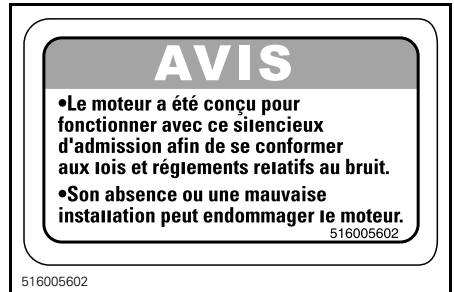 AVIS
•Le moteur a été conçu pour
fonctionner avec ce silencieux
d'admission afin de se conformer
aux lois et réglements relatifs au bruit.
•Son absence ou une mauvaise
installation peut endommager le moteur.
516005602
516005602